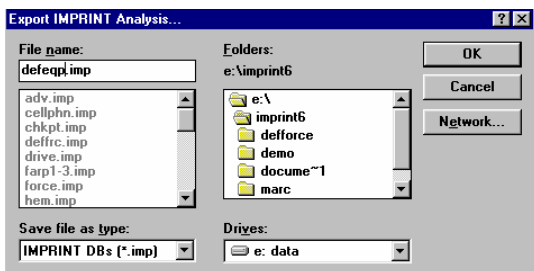 Export IMPRINT Analysis...
File name:
defeqp.imp
adv.imp
cellphn.imp
chkpt.imp
deffrc.imp
drive.imp
farp1-3.imp
force.imp
hem.imp
Save file as type:
IMPRINT DBs (*.imp)
Folders:
e:\imprint6
e:\
imprint6
defforce
demo
docume~1
marc
Drives:
e: data
OK
Cancel
Network...